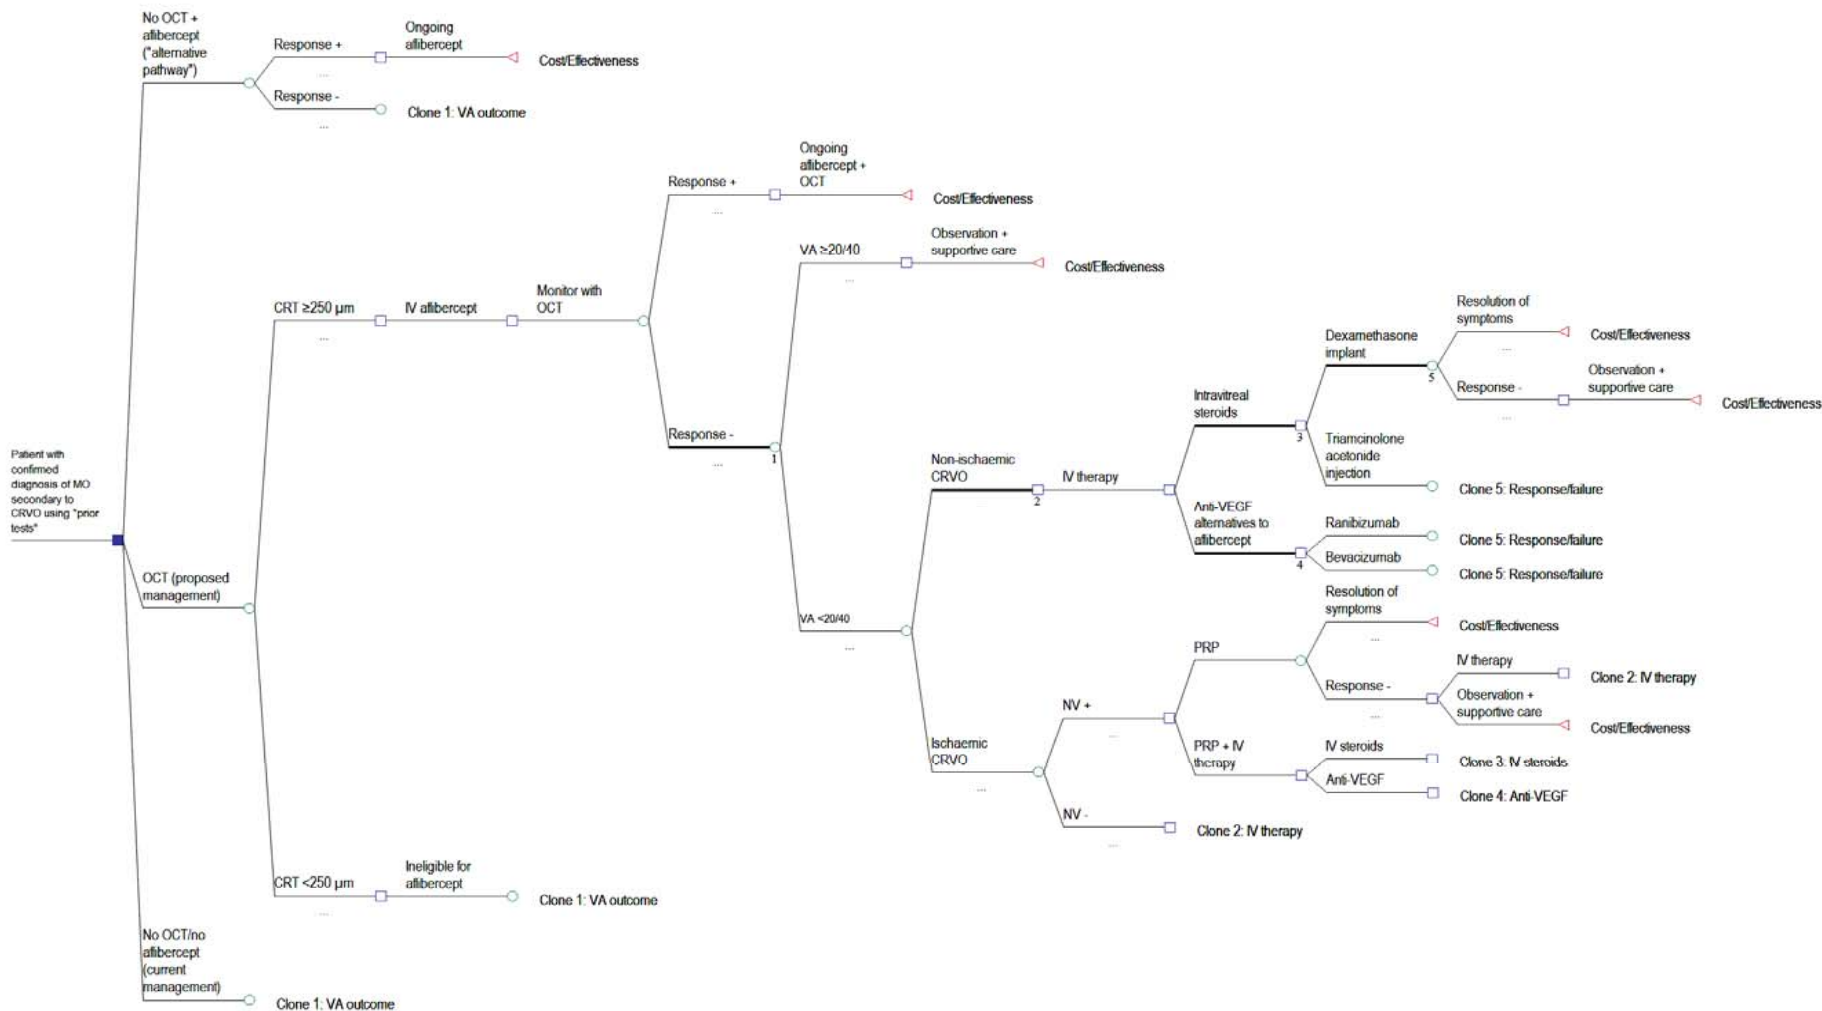 No OCT +
aflibercept
("alternative
pathway")
Response +
...
Ongoing
aflibercept
Cost/Effectiveness
Response -
...
Clone 1: VA outcome
Patient with
confirmed
diagnosis of MO
secondary to
CRVO using "prior
tests"
OCT (proposed
management)
CRT ≥250 µm
...
IV aflibercept
Monitor with
OCT
Response +
...
Ongoing
aflibercept +
OCT
Cost/Effectiveness
Response -
...
1
VA ≥20/40
...
Observation +
supportive care
Cost/Effectiveness
VA <20/40
...
Non-ischaemic
CRVO
2
IV therapy
Intravitreal
steroids
3
Dexamethasone
implant
5
Resolution of
symptoms
...
Cost/Effectiveness
Response -
...
Observation +
supportive care
Cost/Effectiveness
Triamcinolone
acetonide
injection
Clone 5: Response/failure
Anti-VEGF
alternatives to
aflibercept
4
Ranibizumab
Clone 5: Response/failure
Bevacizumab
Clone 5: Response/failure
Ischaemic
CRVO
...
NV +
...
PRP
Resolution of
symptoms
...
Cost/Effectiveness
Response -
...
IV therapy
Clone 2: IV therapy
Observation +
supportive care
Cost/Effectiveness
PRP + IV
therapy
IV steroids
Clone 3: IV steroids
Anti-VEGF
Clone 4: Anti-VEGF
NV -
...
Clone 2: IV therapy
CRT <250 µm
...
Ineligible for
aflibercept
Clone 1: VA outcome
No OCT/no
aflibercept
(current
management)
Clone 1: VA outcome